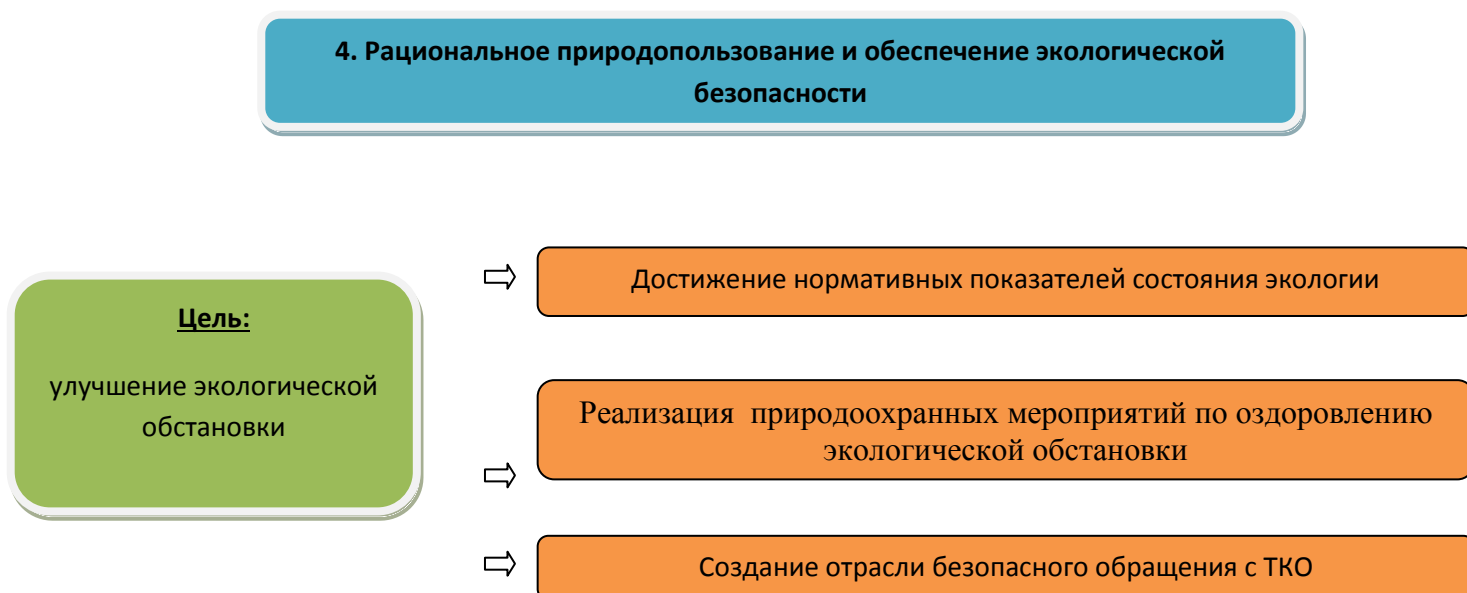 4. Рациональное природопользование и обеспечение экологической
безопасности
Цель:
улучшение экологической
обстановки
Достижение нормативных показателей состояния экологии
Реализация природоохранных мероприятий по оздоровлению
экологической обстановки
Создание отрасли безопасного обращения с ТКО